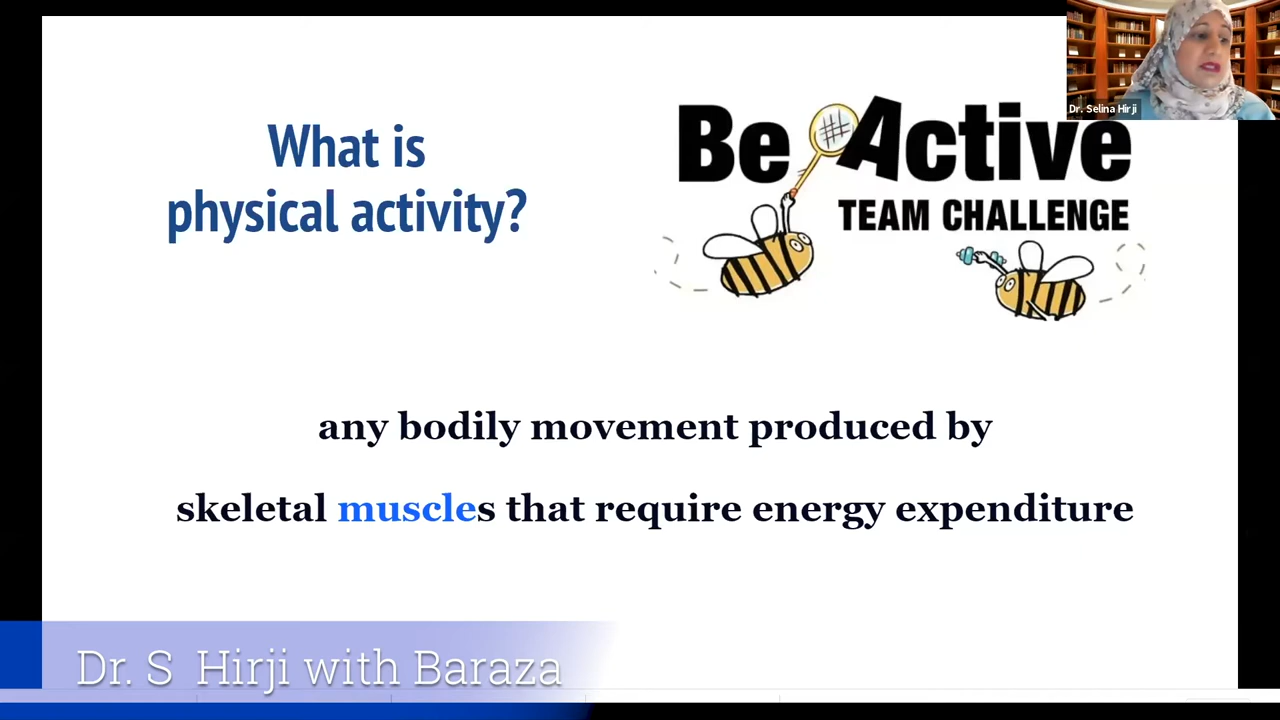 What is
physical activity?
Be Active
TEAM CHALLENGE
Dr. Selina Hirji
any bodily movement produced by
skeletal muscles that require energy expenditure
Dr. S  Hirji with Baraza